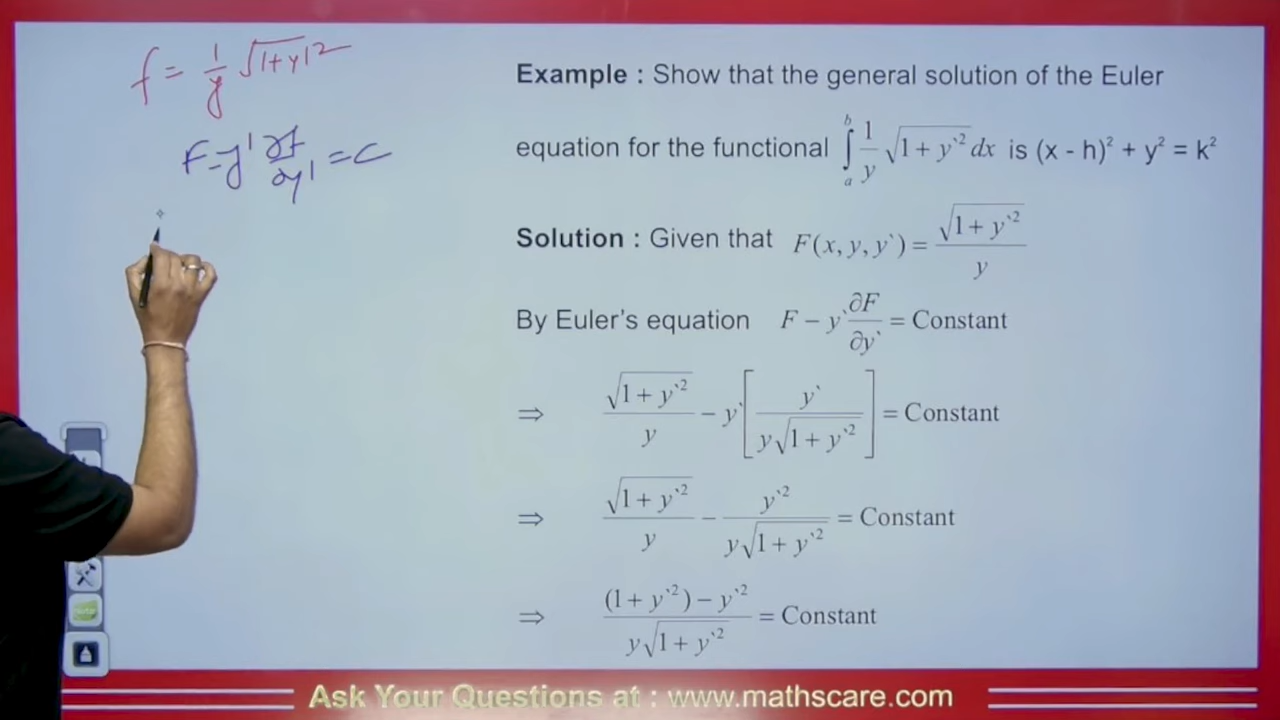 f = 1/y √1+y'²
F-y' ∂f/∂y' = C
Example : Show that the general solution of the Euler
equation for the functional ∫ₐᵇ 1/y √(1 + y`²) dx is (x - h)² + y² = k²
Solution : Given that F(x, y, y`) = √(1 + y`²)/y
By Euler's equation F − y` ∂F/∂y` = Constant
⇒ √(1 + y`²)/y − y` [y`/(y√(1 + y`²))] = Constant
⇒ √(1 + y`²)/y − y`²/(y√(1 + y`²)) = Constant
⇒ ((1 + y`²) − y`²)/(y√(1 + y`²)) = Constant
Ask Your Questions at : www.mathscare.com